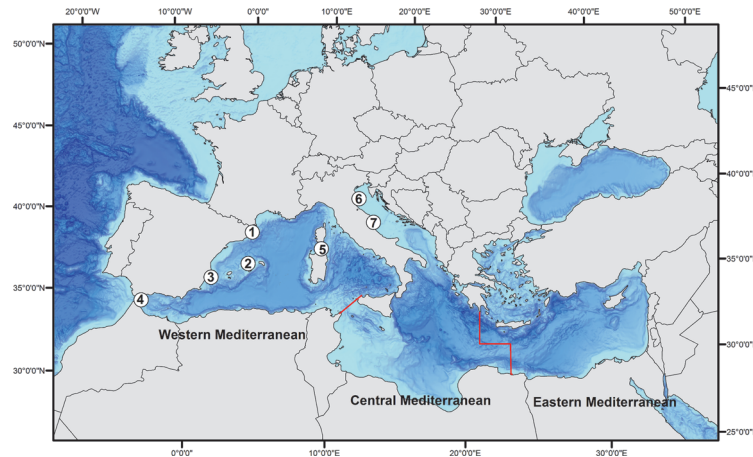 20°0'0"W 10°0'0"W 0°0'0" 10°0'0"E 20°0'0"E 30°0'0"E 40°0'0"E 50°0'0"E
50°0'0"N
45°0'0"N
45°0'0"N
40°0'0"N
40°0'0"N
35°0'0"N
35°0'0"N
30°0'0"N
30°0'0"N
25°0'0"N
6
7
1
5
2
3
4
Western Mediterranean
Central Mediterranean
Eastern Mediterranean
0°0'0" 10°0'0"E 20°0'0"E 30°0'0"E